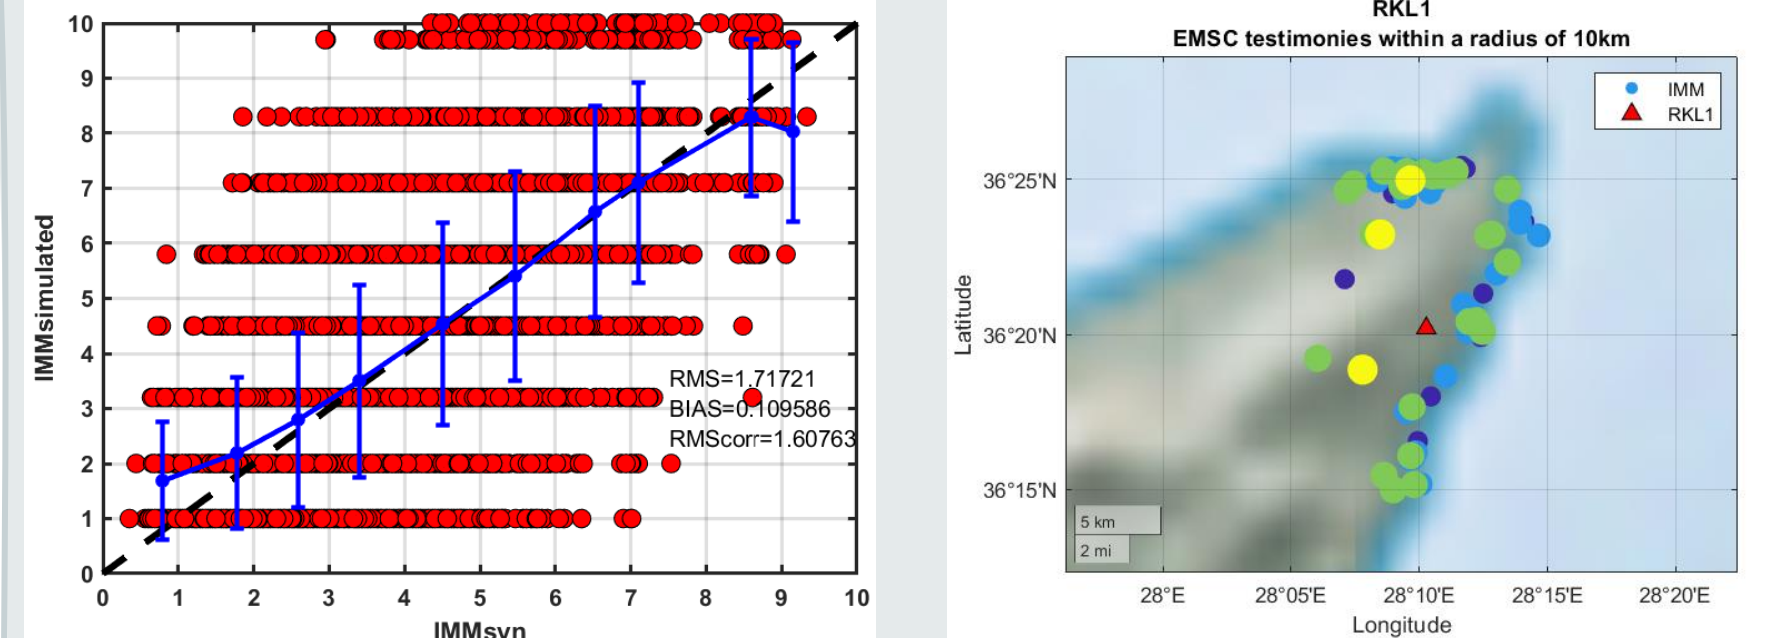 10
9
8
7
6
5
4
3
2
1
0
0 1 2 3 4 5 6 7 8 9 10
IMMsimulated
RMS=1.71721
BIAS=0.109586
RMScorr=1.60763
IMMsyn
RKL1
EMSC testimonies within a radius of 10km
IMM
RKL1
36°25'N
36°20'N
36°15'N
Latitude
5 km
2 mi
28°E 28°05'E 28°10'E 28°15'E 28°20'E
Longitude